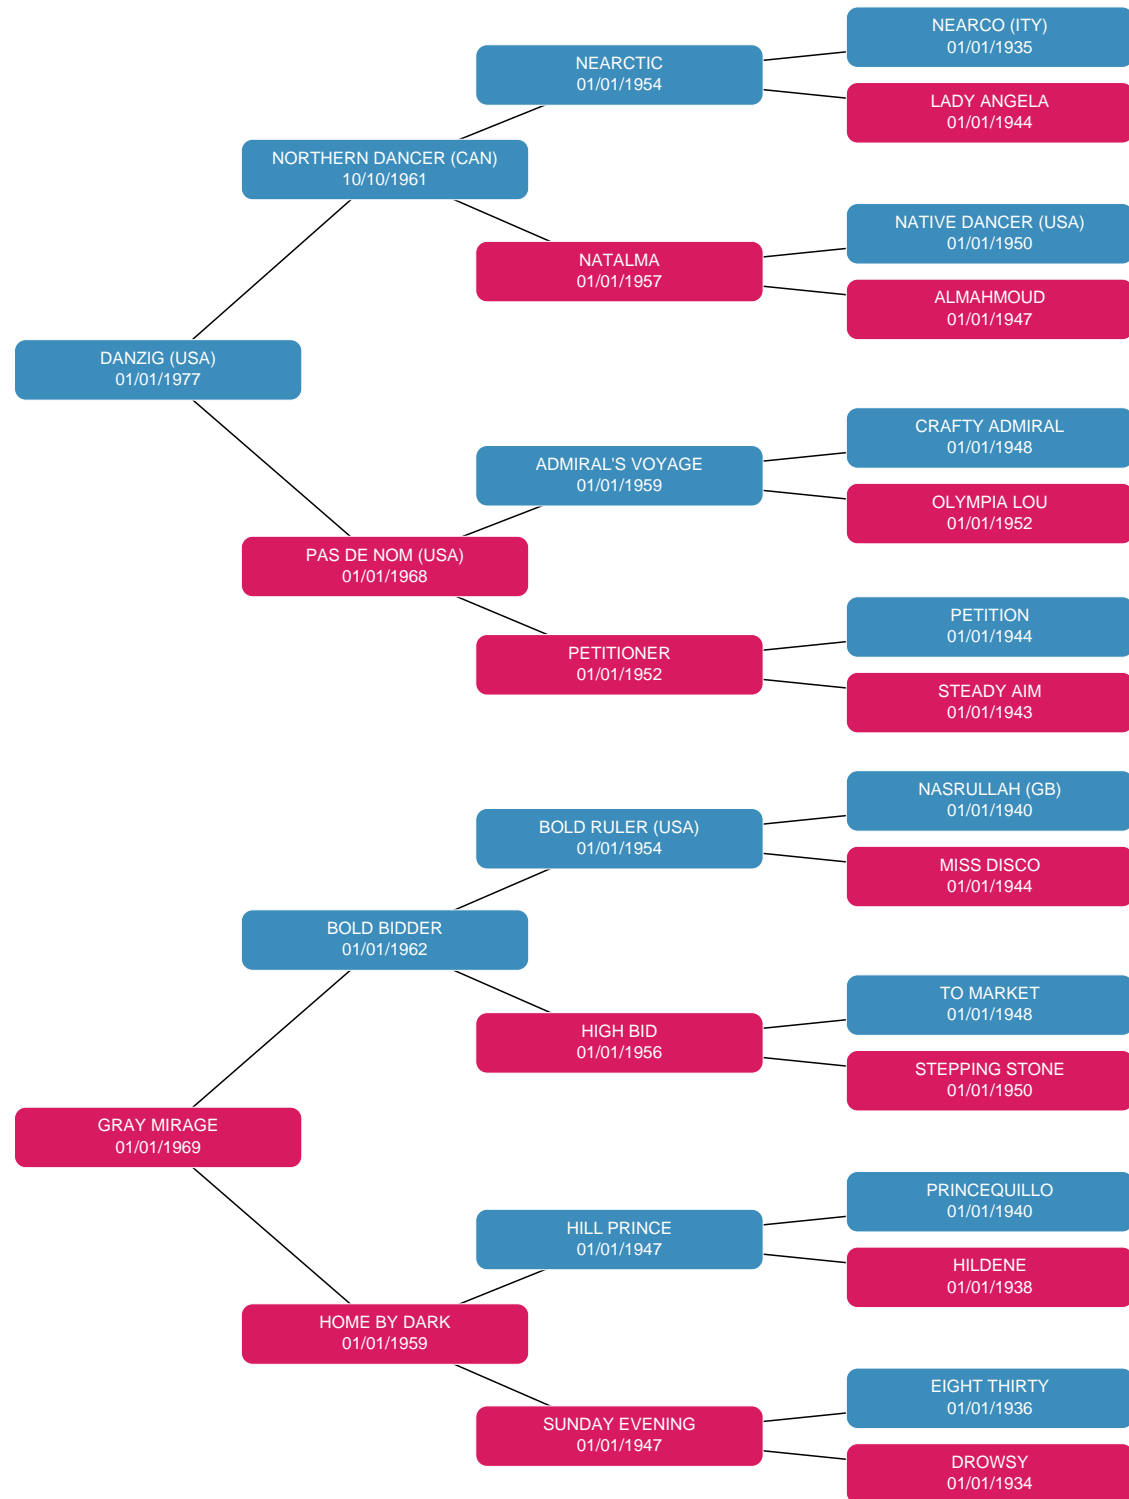 NEARCO (ITY)
01/01/1935
NEARCTIC
01/01/1954
LADY ANGELA
01/01/1944
NORTHERN DANCER (CAN)
10/10/1961
NATIVE DANCER (USA)
01/01/1950
NATALMA
01/01/1957
ALMAHMOUD
01/01/1947
DANZIG (USA)
01/01/1977
CRAFTY ADMIRAL
01/01/1948
ADMIRAL'S VOYAGE
01/01/1959
OLYMPIA LOU
01/01/1952
PAS DE NOM (USA)
01/01/1968
PETITION
01/01/1944
PETITIONER
01/01/1952
STEADY AIM
01/01/1943
NASRULLAH (GB)
01/01/1940
BOLD RULER (USA)
01/01/1954
MISS DISCO
01/01/1944
BOLD BIDDER
01/01/1962
TO MARKET
01/01/1948
HIGH BID
01/01/1956
STEPPING STONE
01/01/1950
GRAY MIRAGE
01/01/1969
PRINCEQUILLO
01/01/1940
HILL PRINCE
01/01/1947
HILDENE
01/01/1938
HOME BY DARK
01/01/1959
EIGHT THIRTY
01/01/1936
SUNDAY EVENING
01/01/1947
DROWSY
01/01/1934